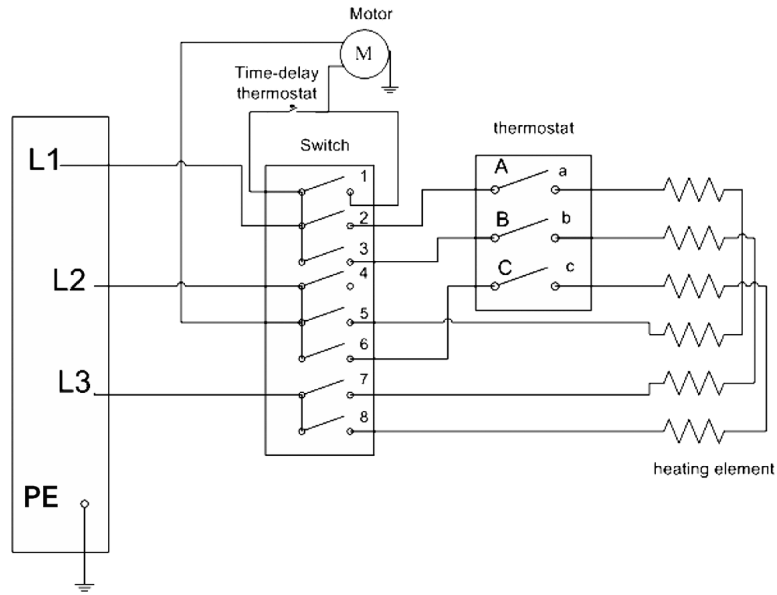 Motor
M
Time-delay
thermostat
Switch
thermostat
L1
1
2
3
4
5
6
7
8
A
a
B
b
C
c
L2
L3
PE
heating element